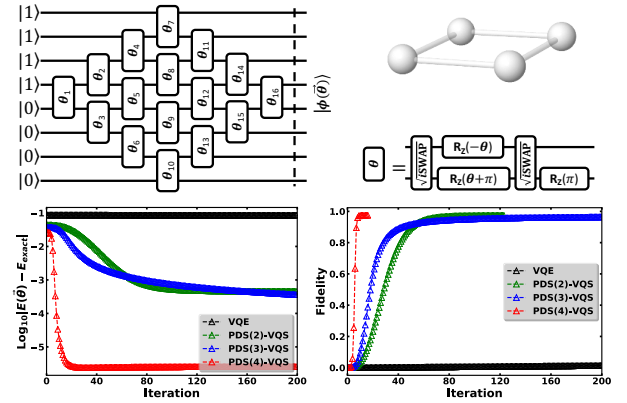 |1⟩
|1⟩
|1⟩
|1⟩
|0⟩
|0⟩
|0⟩
|0⟩
θ1
θ2
θ3
θ4
θ5
θ6
θ7
θ8
θ9
θ10
θ11
θ12
θ13
θ14
θ15
θ16
|ϕ(θ⃗)⟩
θ
=
√iSWAP
Rz(−θ)
Rz(θ+π)
√iSWAP
Rz(π)
Log10|E(θ⃗) − Eexact|
−1
−2
−3
−4
−5
0 40 80 120 160 200
Iteration
VQE
PDS(2)-VQS
PDS(3)-VQS
PDS(4)-VQS
Fidelity
1.0
0.8
0.6
0.4
0.2
0.0
0 40 80 120 160 200
Iteration
VQE
PDS(2)-VQS
PDS(3)-VQS
PDS(4)-VQS